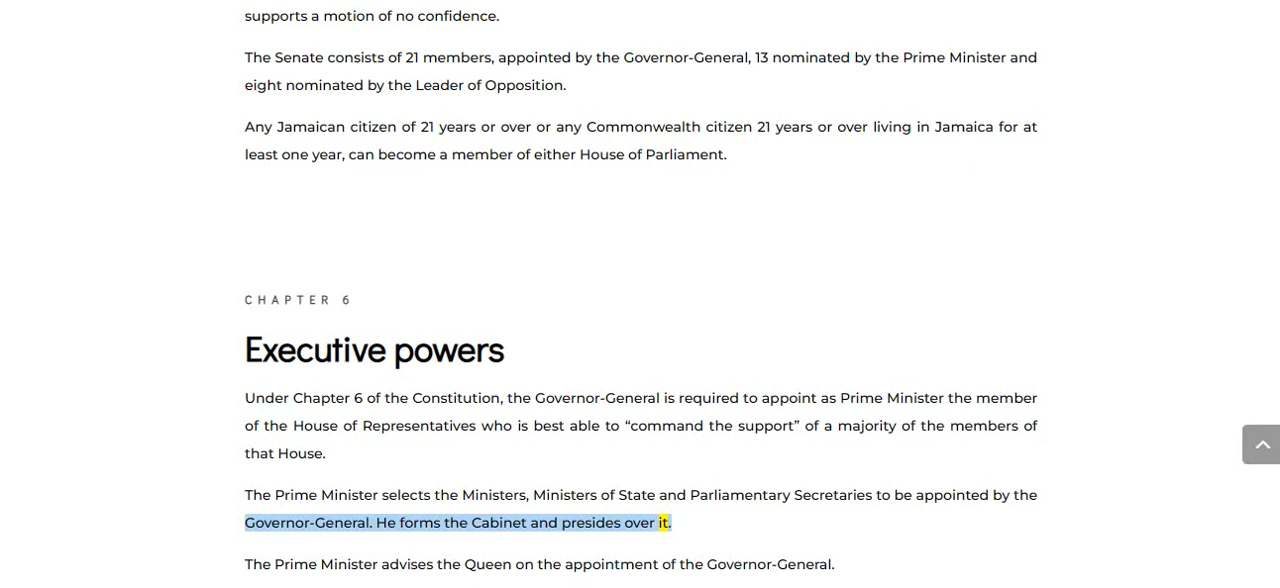 supports a motion of no confidence.
The Senate consists of 21 members, appointed by the Governor-General, 13 nominated by the Prime Minister and
eight nominated by the Leader of Opposition.
Any Jamaican citizen of 21 years or over or any Commonwealth citizen 21 years or over living in Jamaica for at
least one year, can become a member of either House of Parliament.
CHAPTER 6
Executive powers
Under Chapter 6 of the Constitution, the Governor-General is required to appoint as Prime Minister the member
of the House of Representatives who is best able to “command the support” of a majority of the members of
that House.
The Prime Minister selects the Ministers, Ministers of State and Parliamentary Secretaries to be appointed by the
Governor-General. He forms the Cabinet and presides over it.
The Prime Minister advises the Queen on the appointment of the Governor-General.